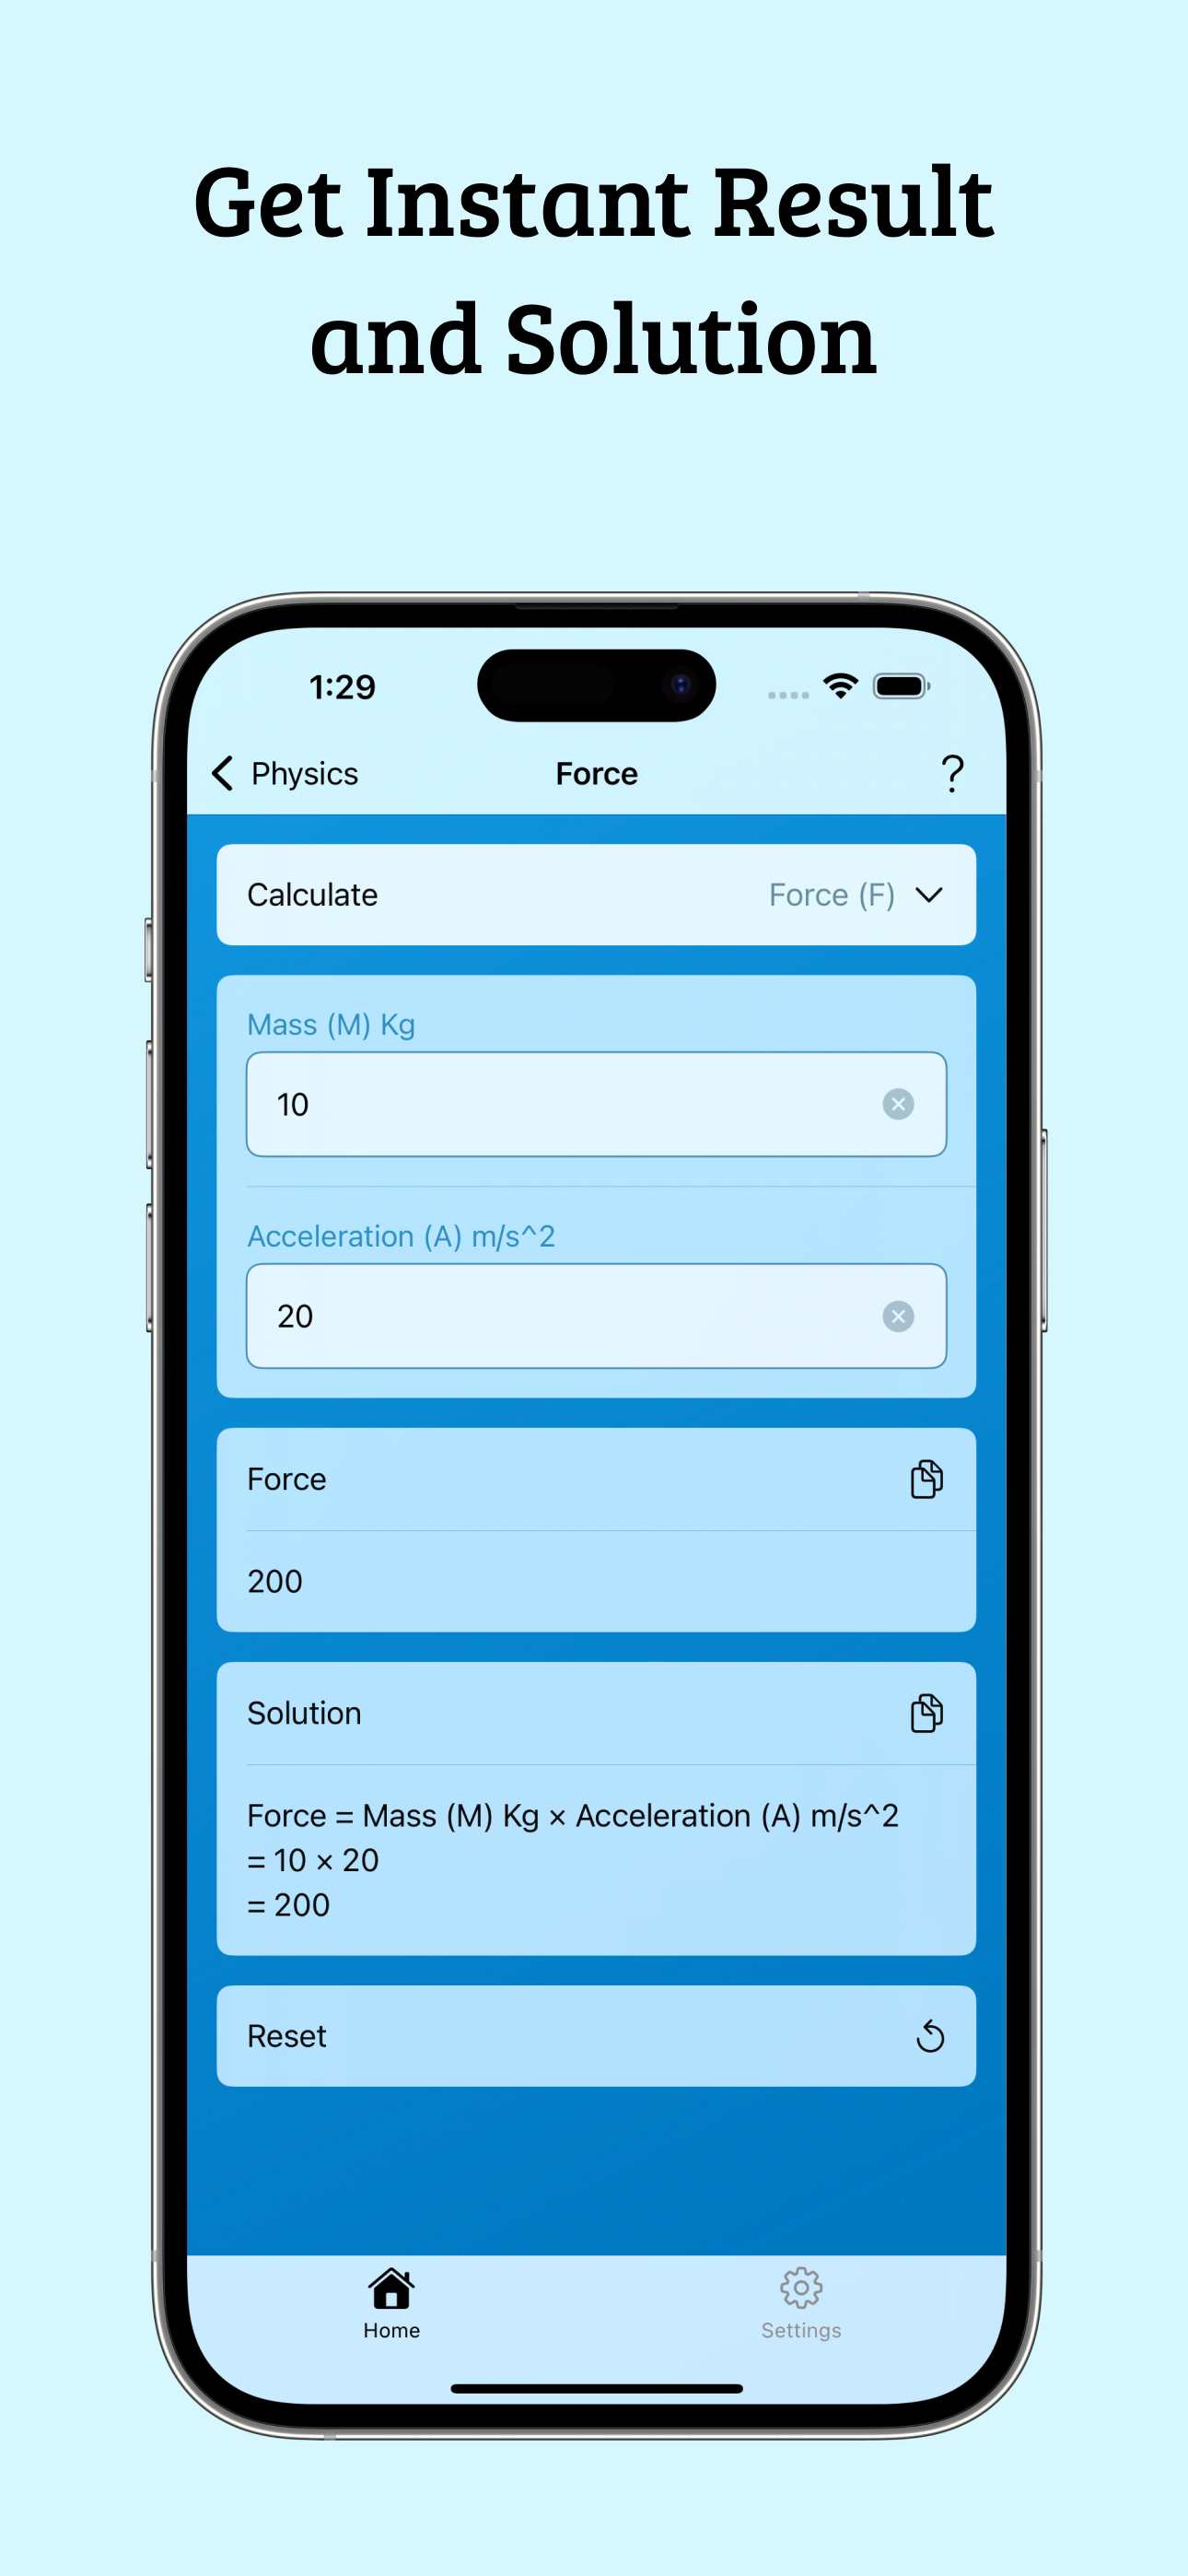 Get Instant Result
and Solution
1:29
Physics
Force
?
Calculate
Force (F)
Mass (M) Kg
10
Acceleration (A) m/s^2
20
Force
200
Solution
Force = Mass (M) Kg × Acceleration (A) m/s^2
= 10 × 20
= 200
Reset
Home
Settings